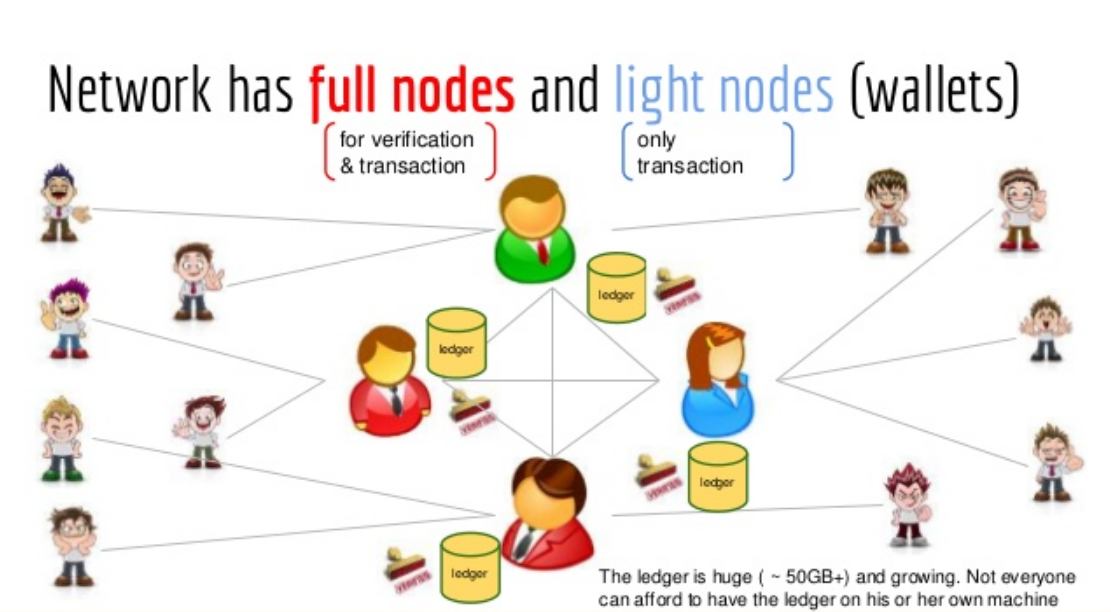 Network has full nodes and light nodes (wallets)
for verification
& transaction
only
transaction
ledger
ledger
ledger
ledger
The ledger is huge ( ~ 50GB+) and growing. Not everyone
can afford to have the ledger on his or her own machine